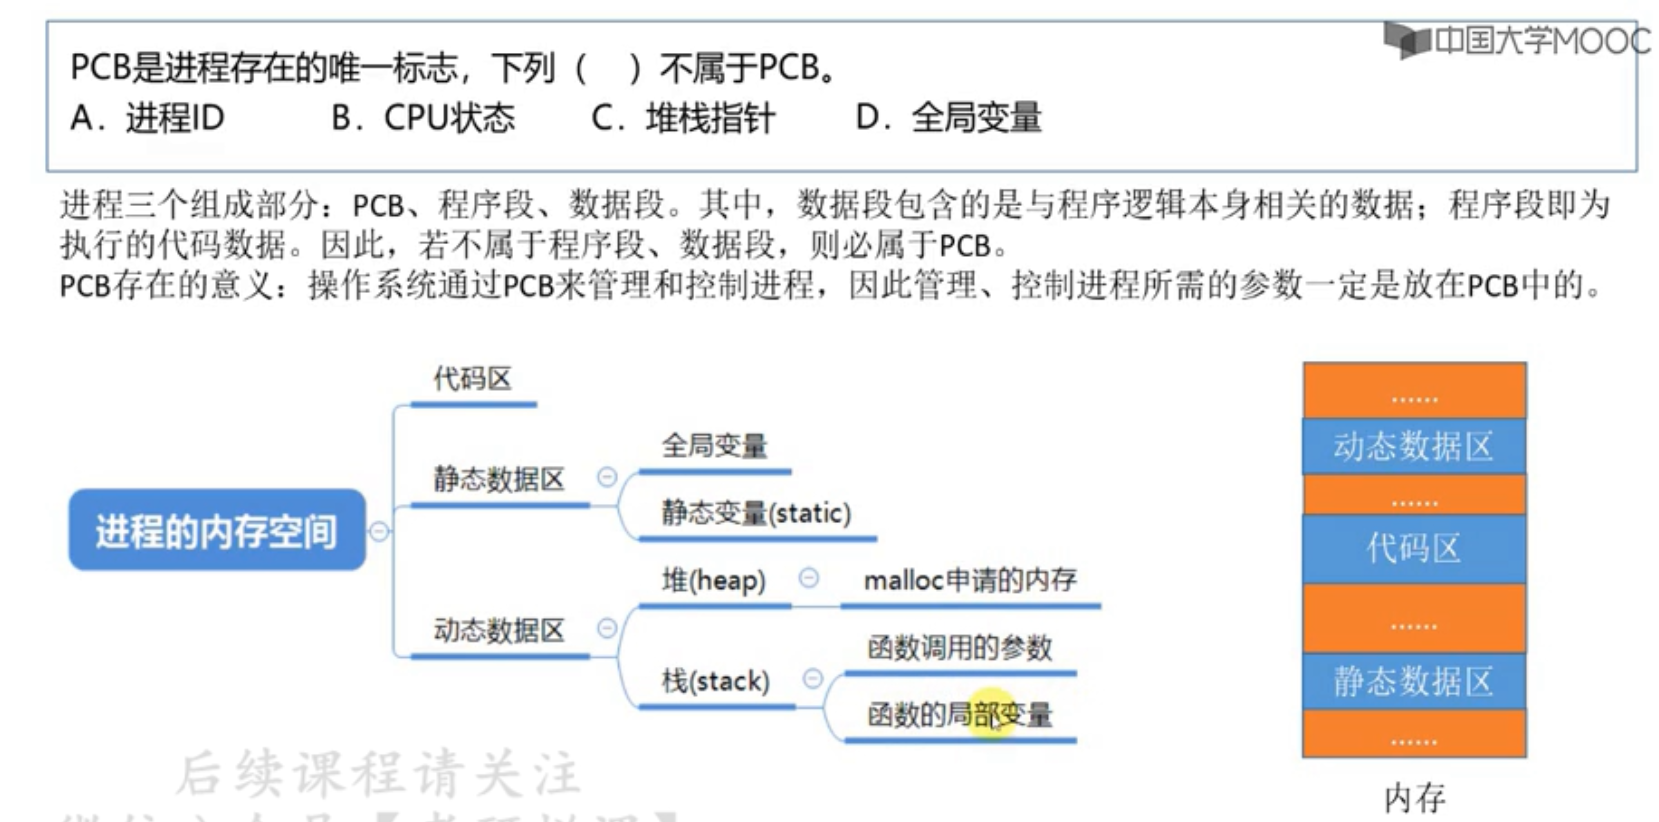 中国大学MOOC
PCB是进程存在的唯一标志，下列（　）不属于PCB。
A. 进程ID　B. CPU状态　C. 堆栈指针　D. 全局变量
进程三个组成部分：PCB、程序段、数据段。其中，数据段包含的是与程序逻辑本身相关的数据；程序段即为
执行的代码数据。因此，若不属于程序段、数据段，则必属于PCB。
PCB存在的意义：操作系统通过PCB来管理和控制进程，因此管理、控制进程所需的参数一定是放在PCB中的。
进程的内存空间
代码区
静态数据区
全局变量
静态变量(static)
动态数据区
堆(heap)
malloc申请的内存
栈(stack)
函数调用的参数
函数的局部变量
……
动态数据区
……
代码区
……
静态数据区
……
内存
后续课程请关注